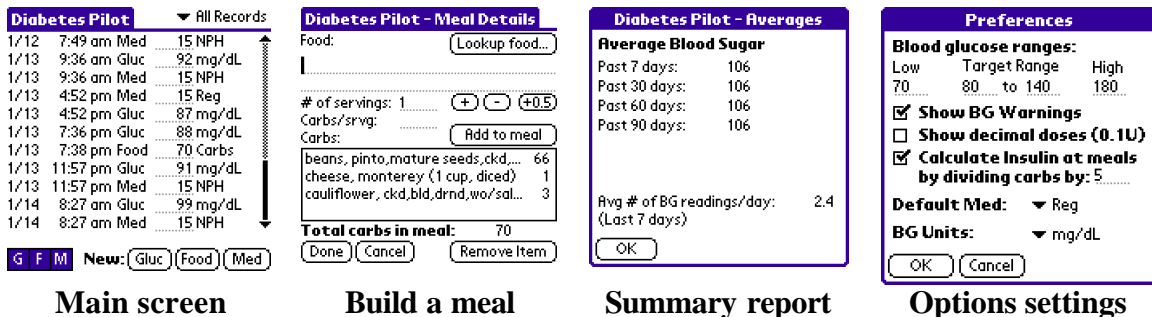 Diabetes Pilot ▼ All Records
1/12 7:49 am Med 15 NPH
1/13 9:36 am Gluc 92 mg/dL
1/13 9:36 am Med 15 NPH
1/13 4:52 pm Med 15 Reg
1/13 4:52 pm Gluc 87 mg/dL
1/13 7:36 pm Gluc 88 mg/dL
1/13 7:38 pm Food 70 Carbs
1/13 11:57 pm Gluc 91 mg/dL
1/13 11:57 pm Med 15 NPH
1/14 8:27 am Gluc 99 mg/dL
1/14 8:27 am Med 15 NPH
G F M New: Gluc Food Med
Main screen
Diabetes Pilot - Meal Details
Food: Lookup food...
# of servings: 1 + - +0.5
Carbs/srvg:
Carbs: Add to meal
beans, pinto,mature seeds,ckd,... 66
cheese, monterey (1 cup, diced) 1
cauliflower, ckd,bld,drnd,wo/sal... 3
Total carbs in meal: 70
Done Cancel Remove Item
Build a meal
Diabetes Pilot - Averages
Average Blood Sugar
Past 7 days: 106
Past 30 days: 106
Past 60 days: 106
Past 90 days: 106
Avg # of BG readings/day: 2.4
(Last 7 days)
OK
Summary report
Preferences
Blood glucose ranges:
Low Target Range High
70 80 to 140 180
Show BG Warnings
Show decimal doses (0.1U)
Calculate Insulin at meals
by dividing carbs by: 5
Default Med: ▼ Reg
BG Units: ▼ mg/dL
OK Cancel
Options settings